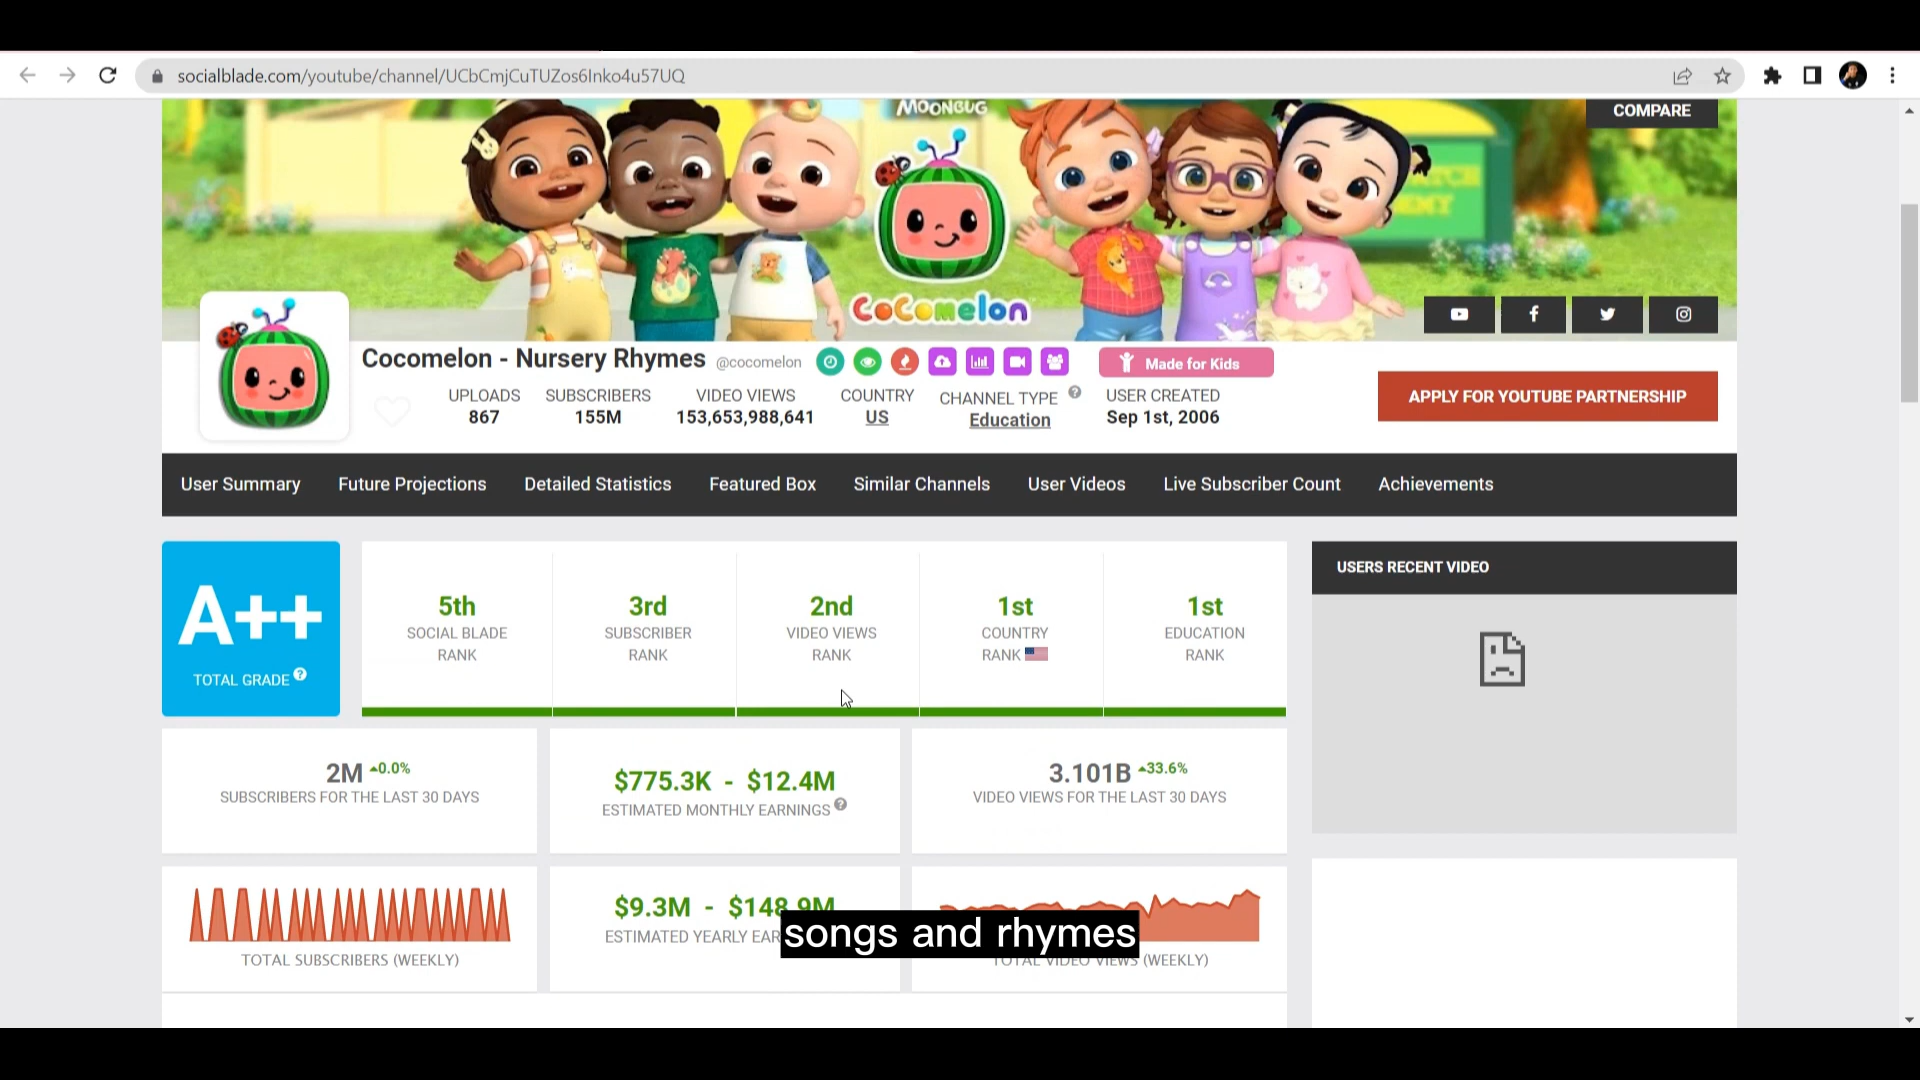 socialblade.com/youtube/channel/UCbCmjCuTUZos6Inko4u57UQ
MOONBUG
COMPARE
CoComelon
Cocomelon - Nursery Rhymes @cocomelon
Made for Kids
UPLOADS SUBSCRIBERS VIDEO VIEWS COUNTRY CHANNEL TYPE USER CREATED
867 155M 153,653,988,641 US Education Sep 1st, 2006
APPLY FOR YOUTUBE PARTNERSHIP
User Summary Future Projections Detailed Statistics Featured Box Similar Channels User Videos Live Subscriber Count Achievements
A++
TOTAL GRADE
5th
SOCIAL BLADE
RANK
3rd
SUBSCRIBER
RANK
2nd
VIDEO VIEWS
RANK
1st
COUNTRY
RANK
1st
EDUCATION
RANK
USERS RECENT VIDEO
2M 0.0%
SUBSCRIBERS FOR THE LAST 30 DAYS
$775.3K - $12.4M
ESTIMATED MONTHLY EARNINGS
3.101B 33.6%
VIDEO VIEWS FOR THE LAST 30 DAYS
TOTAL SUBSCRIBERS (WEEKLY)
$9.3M - $148.9M
ESTIMATED YEARLY EAR
TOTAL VIDEO VIEWS (WEEKLY)
songs and rhymes